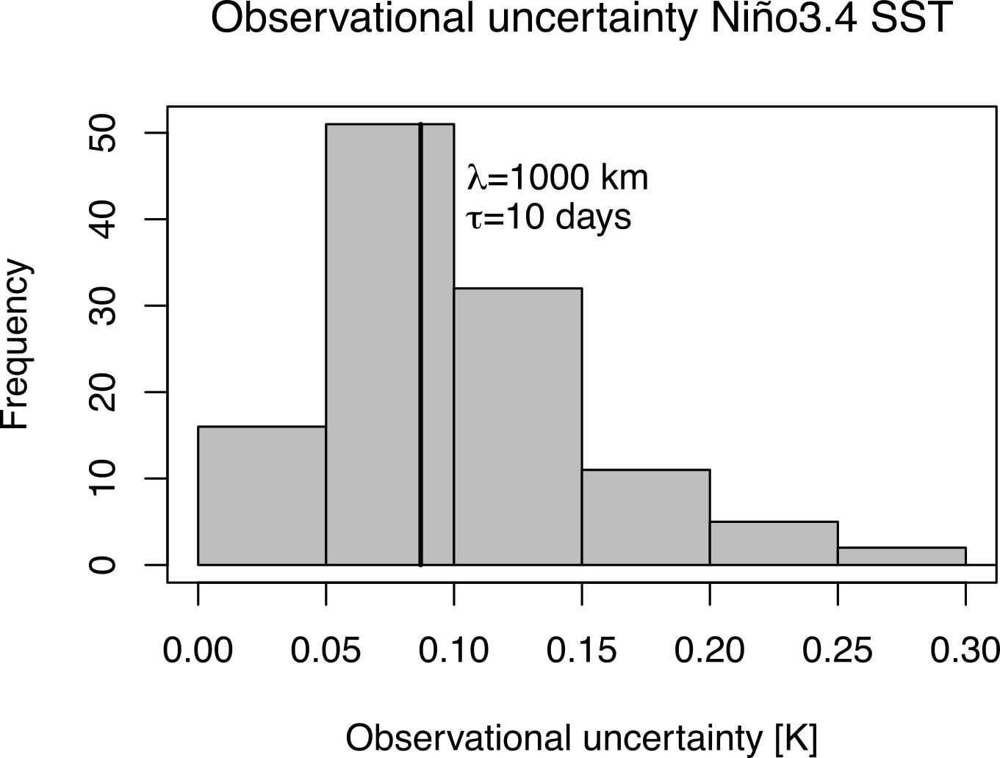 Observational uncertainty Niño3.4 SST
50
40
30
20
10
0
Frequency
λ=1000 km
τ=10 days
0.00 0.05 0.10 0.15 0.20 0.25 0.30
Observational uncertainty [K]